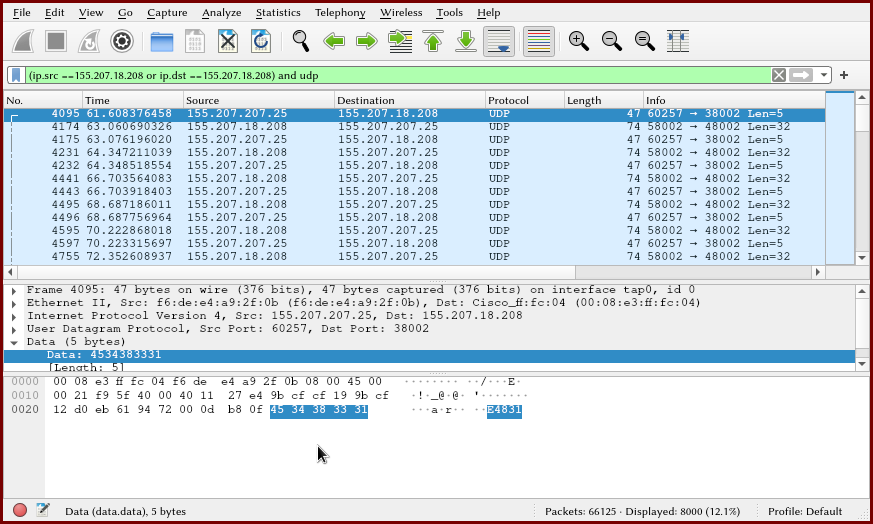 File Edit View Go Capture Analyze Statistics Telephony Wireless Tools Help
(ip.src ==155.207.18.208 or ip.dst ==155.207.18.208) and udp
No. Time Source Destination Protocol Length Info
4095 61.608376458 155.207.207.25 155.207.18.208 UDP 47 60257 → 38002 Len=5
4174 63.060690326 155.207.18.208 155.207.207.25 UDP 74 58002 → 48002 Len=32
4175 63.076196020 155.207.207.25 155.207.18.208 UDP 47 60257 → 38002 Len=5
4231 64.347211039 155.207.18.208 155.207.207.25 UDP 74 58002 → 48002 Len=32
4232 64.348518554 155.207.207.25 155.207.18.208 UDP 47 60257 → 38002 Len=5
4441 66.703564083 155.207.18.208 155.207.207.25 UDP 74 58002 → 48002 Len=32
4443 66.703918403 155.207.207.25 155.207.18.208 UDP 47 60257 → 38002 Len=5
4495 68.687186011 155.207.18.208 155.207.207.25 UDP 74 58002 → 48002 Len=32
4496 68.687756964 155.207.207.25 155.207.18.208 UDP 47 60257 → 38002 Len=5
4595 70.222868018 155.207.18.208 155.207.207.25 UDP 74 58002 → 48002 Len=32
4597 70.223315697 155.207.207.25 155.207.18.208 UDP 47 60257 → 38002 Len=5
4755 72.352608937 155.207.18.208 155.207.207.25 UDP 74 58002 → 48002 Len=32
Frame 4095: 47 bytes on wire (376 bits), 47 bytes captured (376 bits) on interface tap0, id 0
Ethernet II, Src: f6:de:e4:a9:2f:0b (f6:de:e4:a9:2f:0b), Dst: Cisco_ff:fc:04 (00:08:e3:ff:fc:04)
Internet Protocol Version 4, Src: 155.207.207.25, Dst: 155.207.18.208
User Datagram Protocol, Src Port: 60257, Dst Port: 38002
Data (5 bytes)
Data: 4534383331
[Length: 5]
0000 00 08 e3 ff fc 04 f6 de e4 a9 2f 0b 08 00 45 00 ········ ··/···E·
0010 00 21 f9 5f 40 00 40 11 27 e4 9b cf cf 19 9b cf ·!·_@·@· '·······
0020 12 d0 eb 61 94 72 00 0d b8 0f 45 34 38 33 31 ···a·r·· ··E4831
Data (data.data), 5 bytes Packets: 66125 · Displayed: 8000 (12.1%) Profile: Default